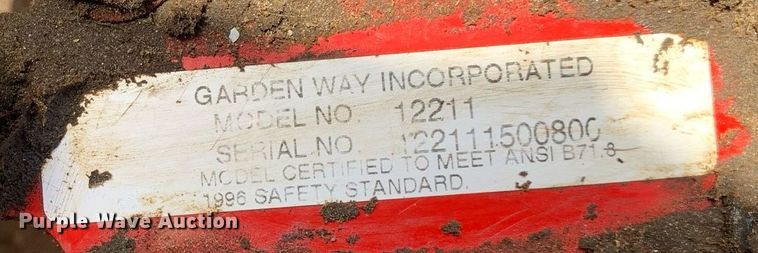 GARDEN WAY INCORPORATED
MODEL NO. 12211
SERIAL NO. 122111500800
MODEL CERTIFIED TO MEET ANSI B71.8
1996 SAFETY STANDARD.
Purple Wave Auction